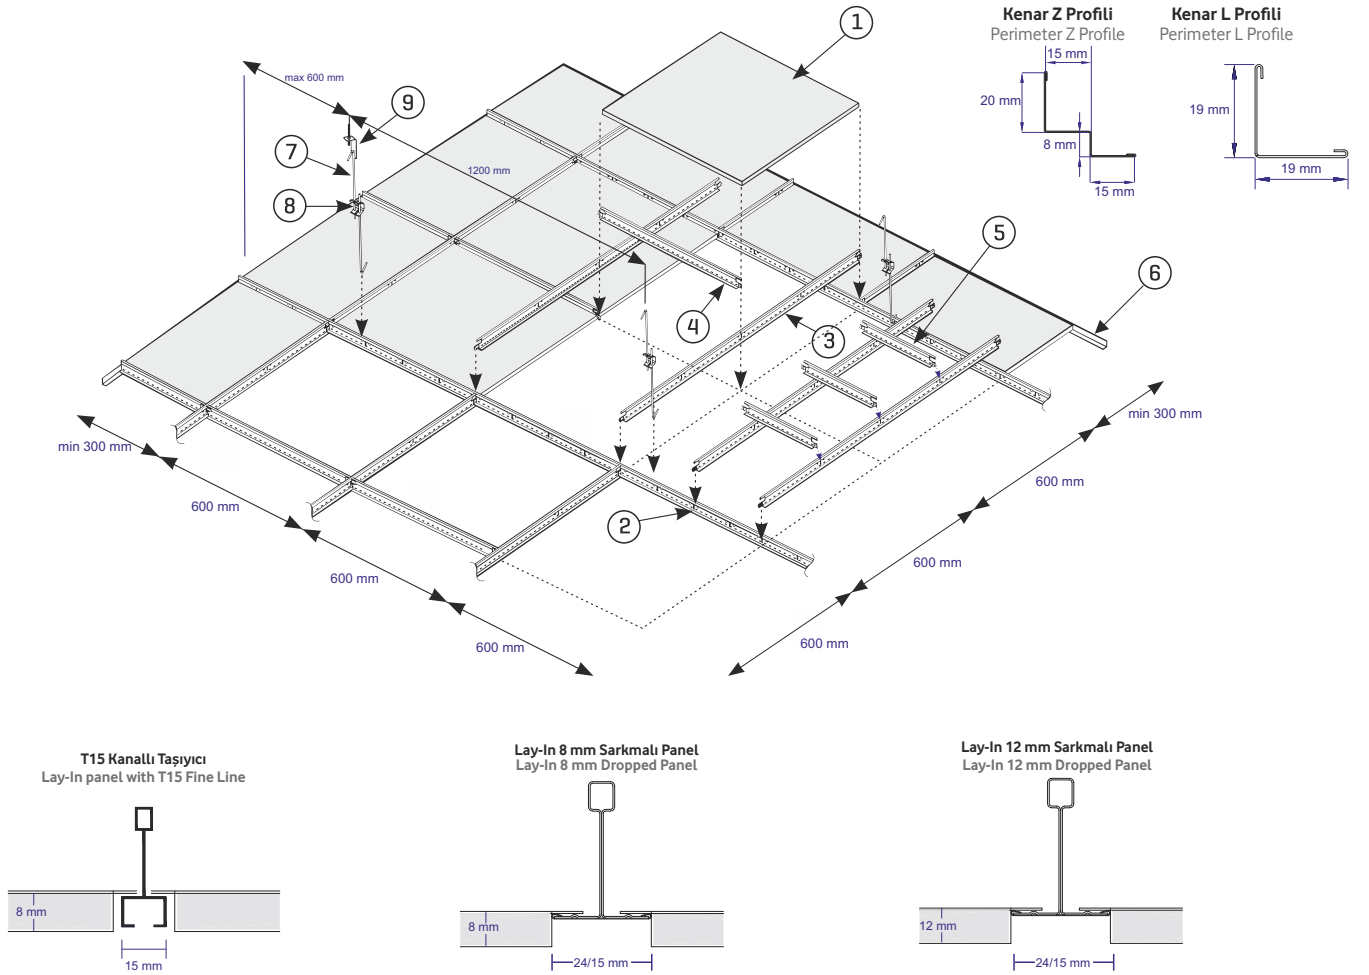 Kenar Z Profili
Perimeter Z Profile
15 mm
20 mm
8 mm
15 mm
Kenar L Profili
Perimeter L Profile
19 mm
19 mm
1
max 600 mm
9
7
8
1200 mm
5
6
4
3
2
min 300 mm
600 mm
600 mm
600 mm
min 300 mm
600 mm
600 mm
600 mm
T15 Kanallı Taşıyıcı
Lay-In panel with T15 Fine Line
8 mm
15 mm
Lay-In 8 mm Sarkmalı Panel
Lay-In 8 mm Dropped Panel
8 mm
24/15 mm
Lay-In 12 mm Sarkmalı Panel
Lay-In 12 mm Dropped Panel
12 mm
24/15 mm